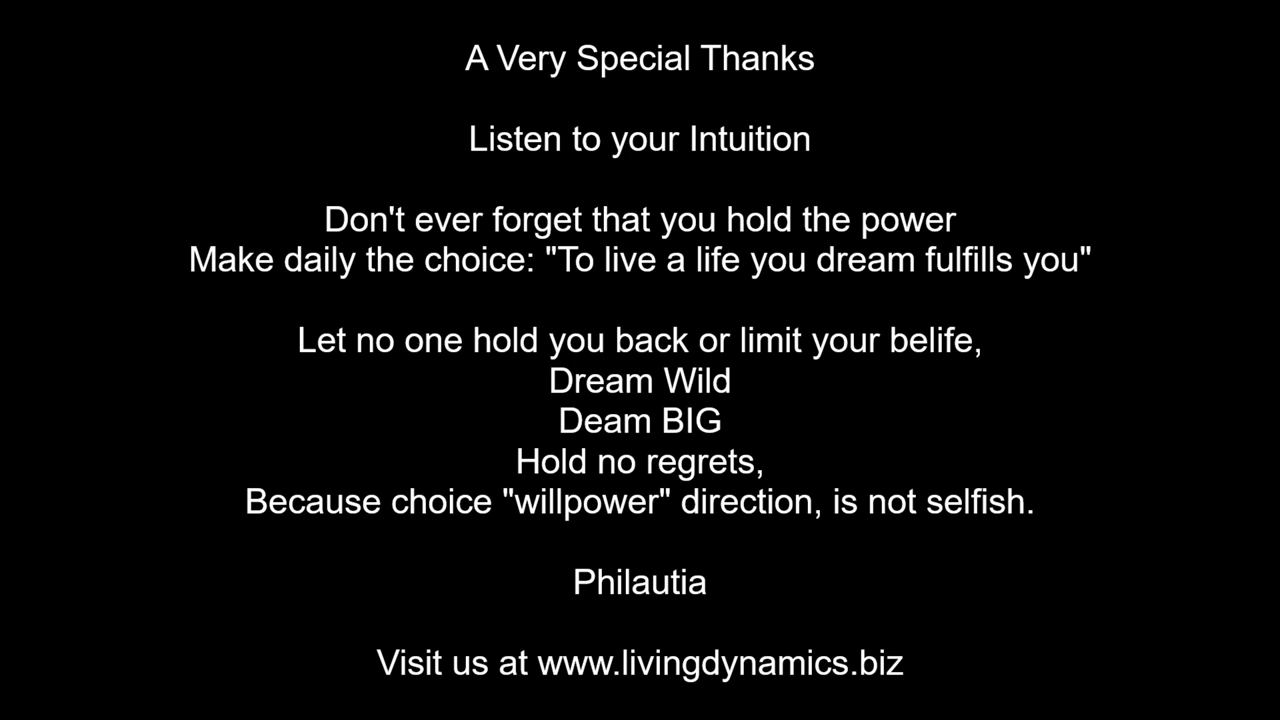 A Very Special Thanks
Listen to your Intuition
Don't ever forget that you hold the power
Make daily the choice: "To live a life you dream fulfills you"
Let no one hold you back or limit your belife,
Dream Wild
Deam BIG
Hold no regrets,
Because choice "willpower" direction, is not selfish.
Philautia
Visit us at www.livingdynamics.biz